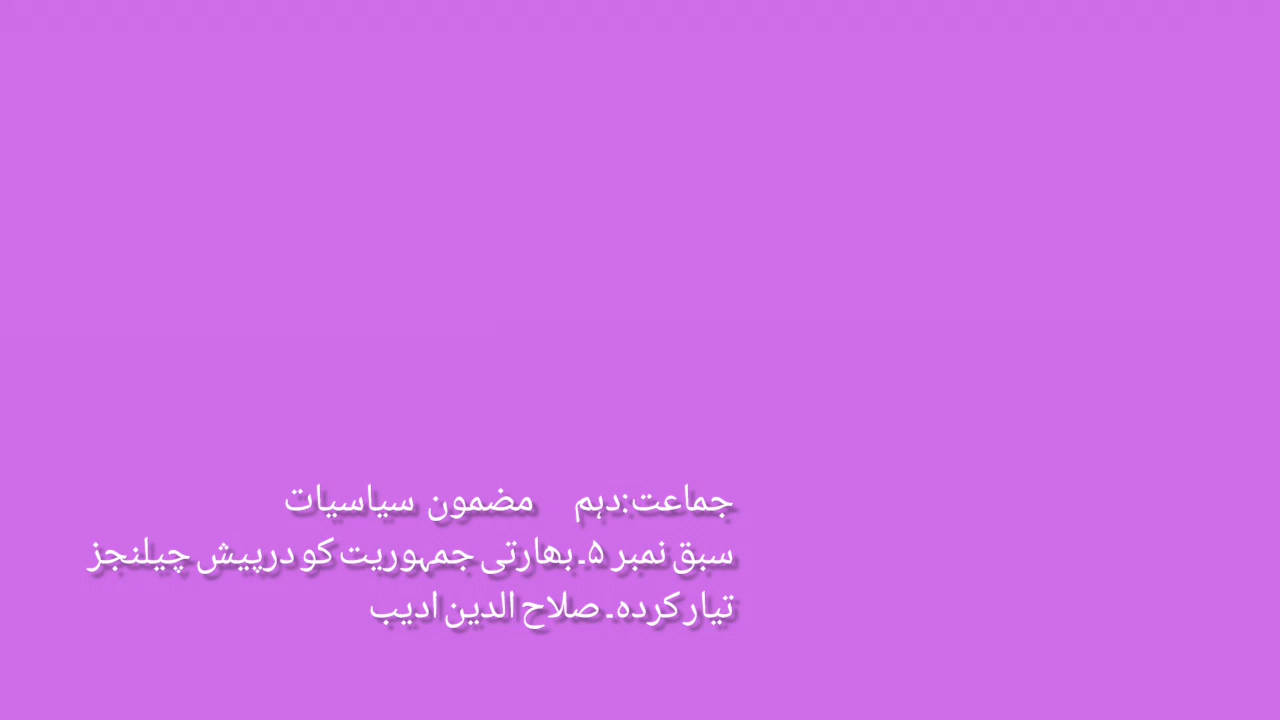 جماعت:دہم مضمون سیاسیات
سبق نمبر ۵۔بھارتی جمہوریت کو درپیش چیلنجز
تیار کردہ۔ صلاح الدین ادیب